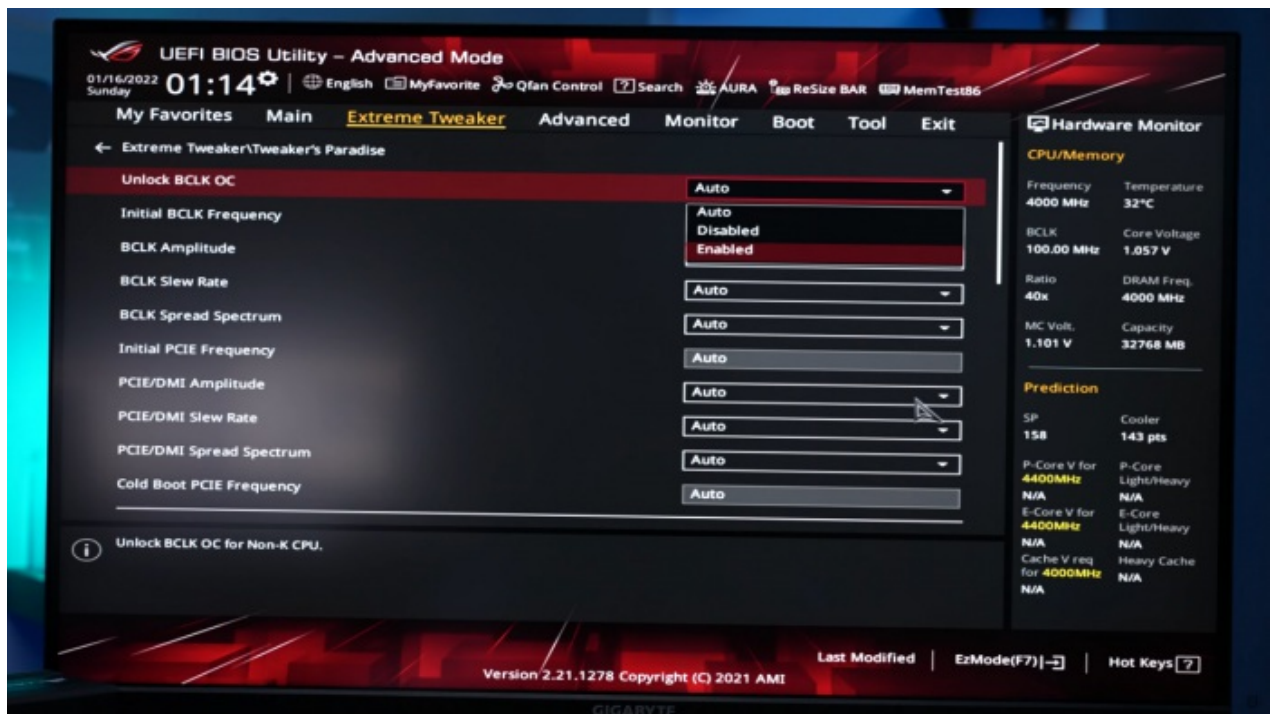 UEFI BIOS Utility – Advanced Mode
01/16/2022 Sunday 01:14 English MyFavorite Qfan Control ? Search AURA ReSize BAR MemTest86
My Favorites Main Extreme Tweaker Advanced Monitor Boot Tool Exit
← Extreme Tweaker\Tweaker's Paradise
Unlock BCLK OC Auto
Auto
Disabled
Enabled
Initial BCLK Frequency
BCLK Amplitude
BCLK Slew Rate Auto
BCLK Spread Spectrum Auto
Initial PCIE Frequency Auto
PCIE/DMI Amplitude Auto
PCIE/DMI Slew Rate Auto
PCIE/DMI Spread Spectrum Auto
Cold Boot PCIE Frequency Auto
i Unlock BCLK OC for Non-K CPU.
Hardware Monitor
CPU/Memory
Frequency Temperature
4000 MHz 32°C
BCLK Core Voltage
100.00 MHz 1.057 V
Ratio DRAM Freq.
40x 4000 MHz
MC Volt. Capacity
1.101 V 32768 MB
Prediction
SP Cooler
158 143 pts
P-Core V for P-Core
4400MHz Light/Heavy
N/A N/A
E-Core V for E-Core
4400MHz Light/Heavy
N/A N/A
Cache V req Heavy Cache
for 4000MHz N/A
N/A
Last Modified | EzMode(F7) | Hot Keys ?
Version 2.21.1278 Copyright (C) 2021 AMI
GIGABYTE